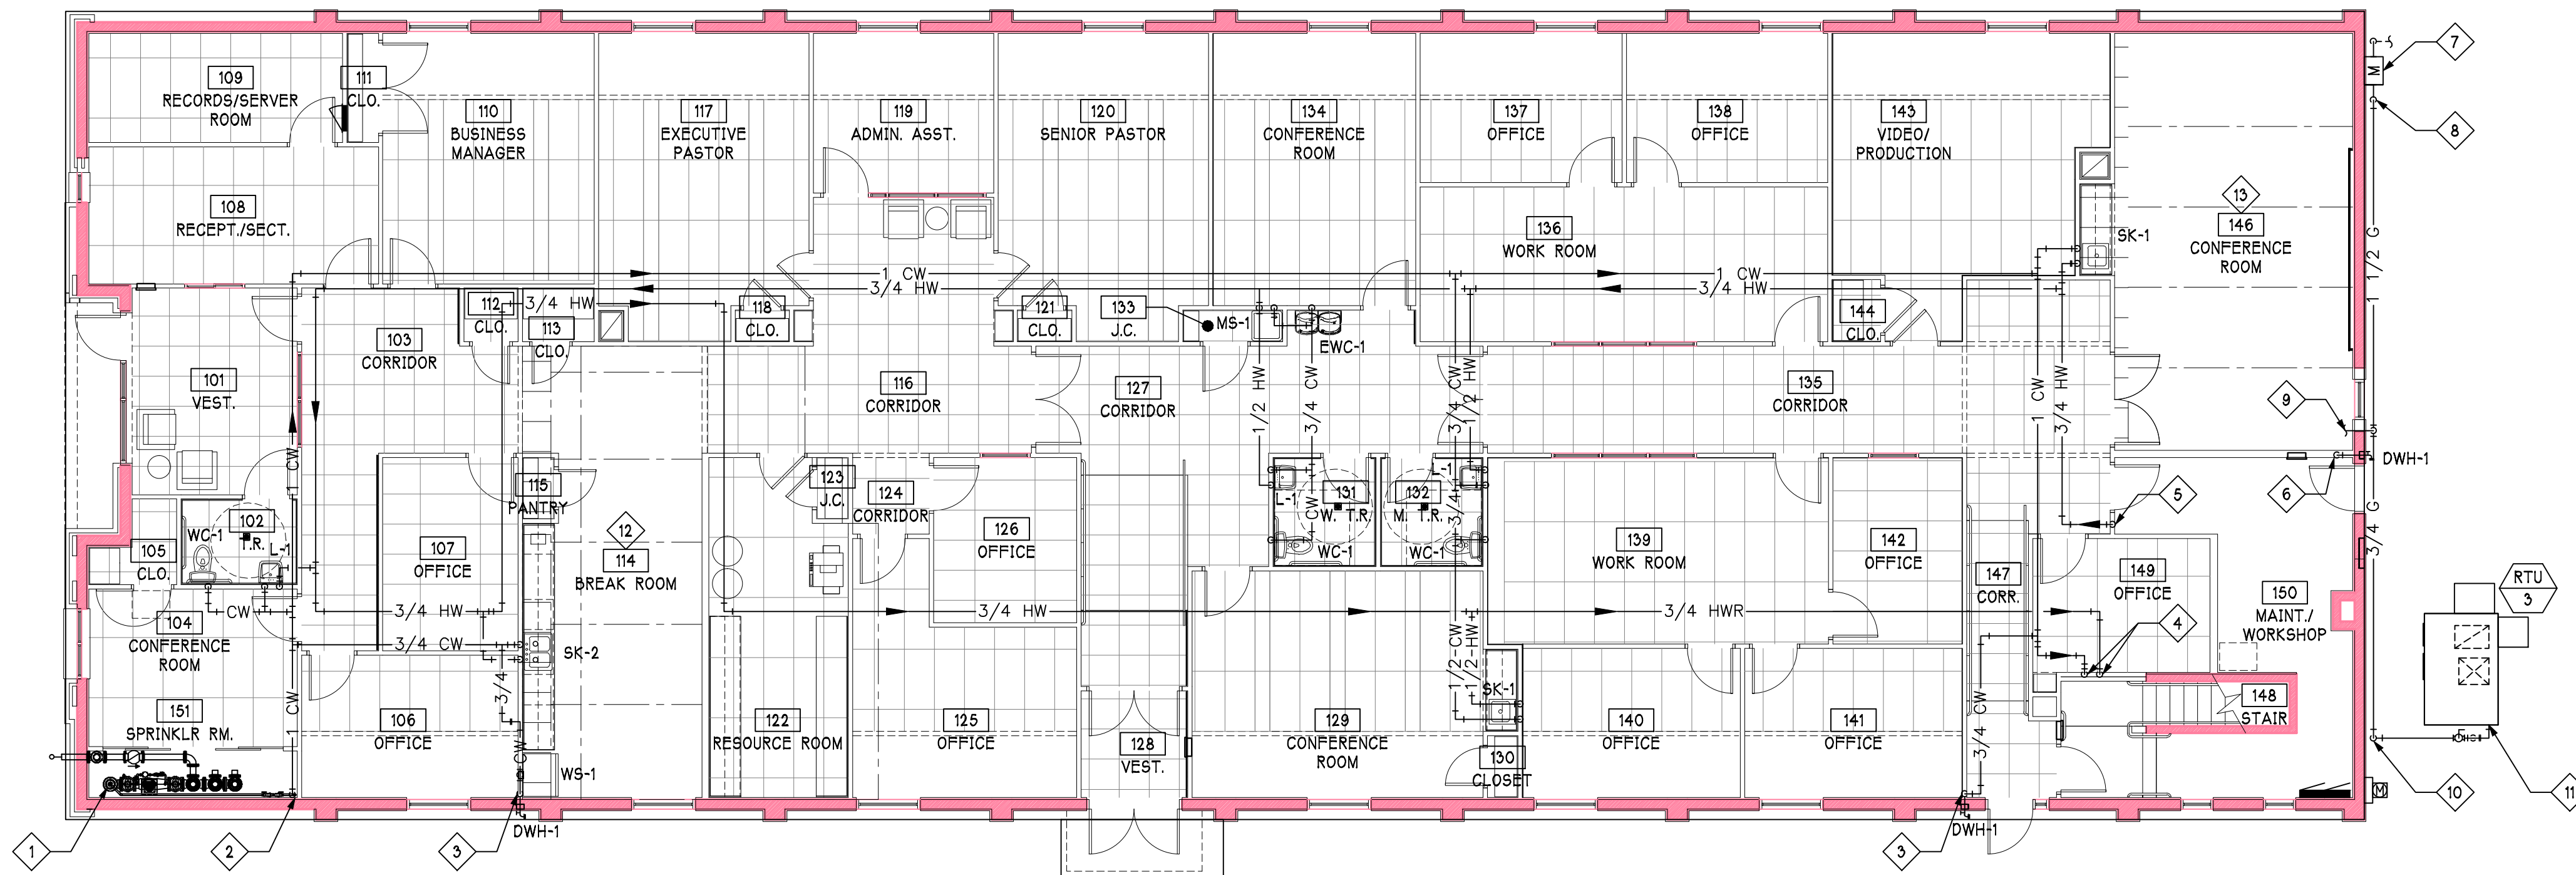 109
RECORDS/SERVER
ROOM
111
CLO.
110
BUSINESS
MANAGER
117
EXECUTIVE
PASTOR
119
ADMIN. ASST.
120
SENIOR PASTOR
134
CONFERENCE
ROOM
137
OFFICE
138
OFFICE
143
VIDEO/
PRODUCTION
M
7
8
108
RECEPT./SECT.
136
WORK ROOM
13
146
CONFERENCE
ROOM
SK-1
1 1/2 G
1 CW
3/4 HW
1 CW
3/4 HW
3/4 HW
112
CLO.
113
CLO.
118
CLO.
121
CLO.
133
J.C.
MS-1
EWC-1
144
CLO.
103
CORRIDOR
101
VEST.
116
CORRIDOR
127
CORRIDOR
135
CORRIDOR
1/2 HW
3/4 CW
3/4 CW
1/2 HW
1 CW
3/4 HW
9
DWH-1
6
5
1 CW
115
PANTRY
123
J.C.
124
CORRIDOR
126
OFFICE
L-1
131
W. T.R.
132
M. T.R.
L-1
CW
3/4
WC-1
WC-1
139
WORK ROOM
142
OFFICE
147
CORR.
149
OFFICE
150
MAINT./
WORKSHOP
3/4 G
RTU
3
102
T.R.
WC-1
L-1
105
CLO.
107
OFFICE
12
114
BREAK ROOM
CW
3/4 HW
3/4 HW
3/4 HWR
4
104
CONFERENCE
ROOM
3/4 CW
SK-2
3/4
CW
1/2 CW
1/2 HW
SK-1
1 CW
151
SPRINKLR RM.
106
OFFICE
WS-1
122
RESOURCE ROOM
125
OFFICE
128
VEST.
129
CONFERENCE
ROOM
130
CLOSET
140
OFFICE
141
OFFICE
3/4 CW
148
STAIR
M
10
11
1
2
3
DWH-1
3
DWH-1